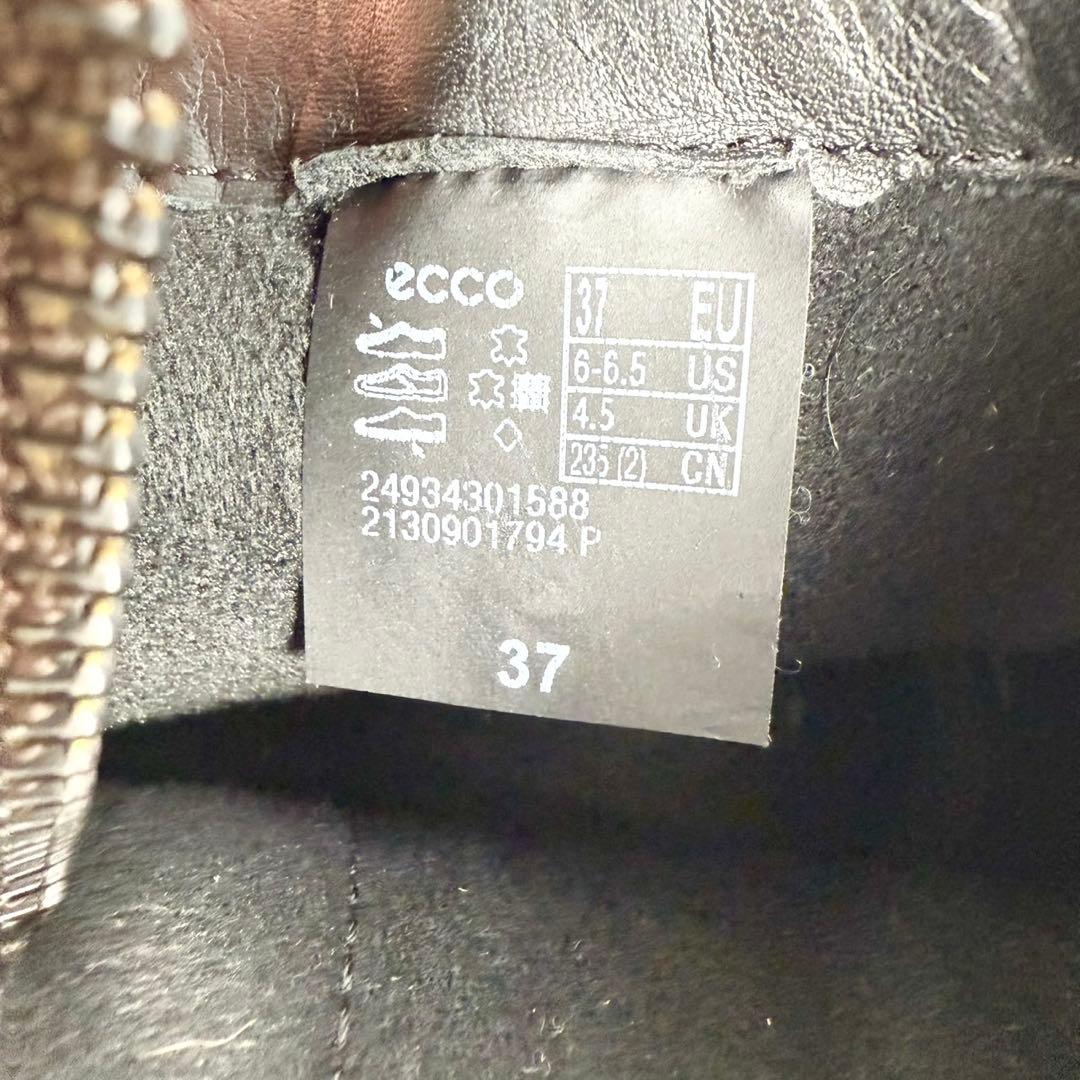 ecco
37 EU
6-6.5 US
4.5 UK
235 (2) CN
24934301588
2130901794 P
37